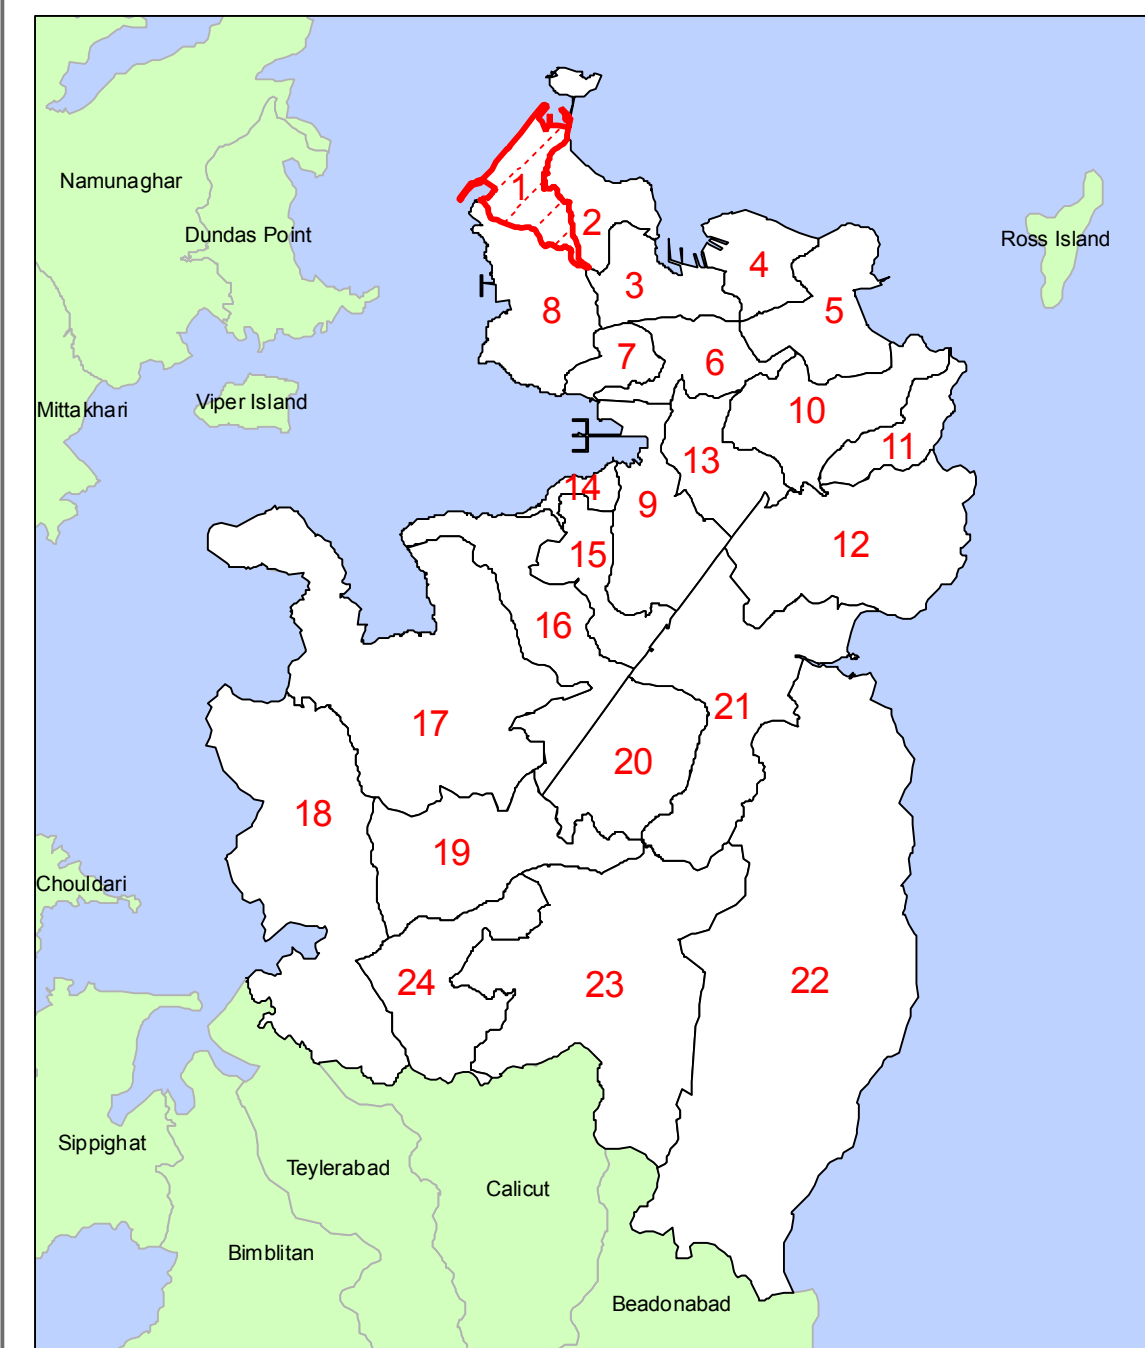 Namunaghar
1
2
Dundas Point
Ross Island
4
3
8
5
7
6
Viper Island
Mittakhari
10
11
13
14
9
12
15
16
21
17
20
18
19
Chouldari
24
23
22
Sippighat
Teylerabad
Calicut
Bimblitan
Beadonabad